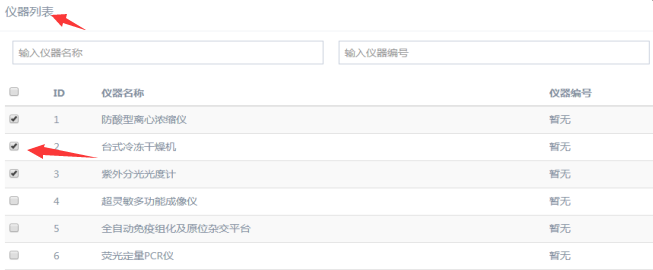 仪器列表
输入仪器名称 输入仪器编号
ID 仪器名称 仪器编号
1 防酸型离心浓缩仪 暂无
2 台式冷冻干燥机 暂无
3 紫外分光光度计 暂无
4 超灵敏多功能成像仪 暂无
5 全自动免疫组化及原位杂交平台 暂无
6 荧光定量PCR仪 暂无